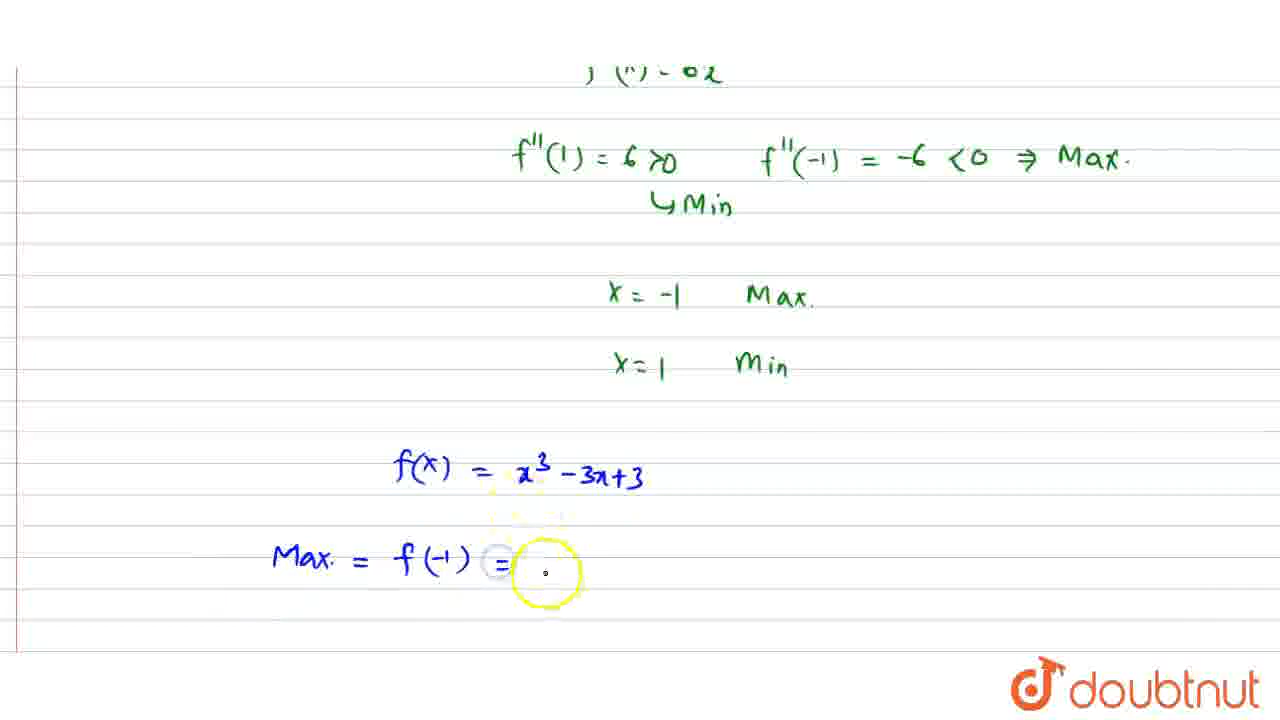 f''(1) = 6 >0 f''(-1) = -6 <0 ⇒ Max.
↳ Min
x = -1 Max.
x = 1 Min
f(x) = x³ - 3x + 3
Max. = f(-1) =
doubtnut